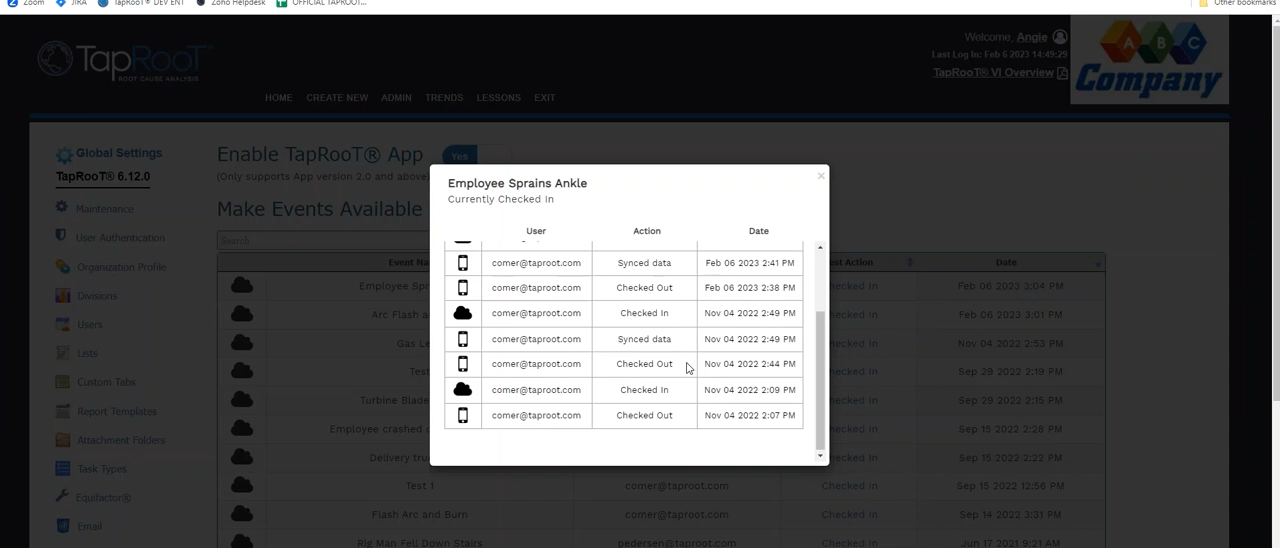 Zoom JIRA TapRooT® DEV ENT Zoho Helpdesk OFFICIAL TAPROOT... Other bookmarks
TapRooT®
ROOT CAUSE ANALYSIS
Welcome, Angie
Last Log In: Feb 6 2023 14:49:29
TapRooT® VI Overview
A B C
Company
HOME CREATE NEW ADMIN TRENDS LESSONS EXIT
Global Settings
TapRooT® 6.12.0
Maintenance
User Authentication
Organization Profile
Divisions
Users
Lists
Custom Tabs
Report Templates
Attachment Folders
Task Types
Equifactor®
Email
Enable TapRooT® App Yes
(Only supports App version 2.0 and above)
Make Events Available
Search
Event N Action Date
Employee Spr checked In Feb 06 2023 3:04 PM
Arc Flash a checked In Feb 06 2023 3:01 PM
Gas Le checked In Nov 04 2022 2:53 PM
Test checked In Sep 29 2022 2:19 PM
Turbine Blade checked In Sep 29 2022 2:15 PM
Employee crashed checked In Sep 15 2022 2:28 PM
Delivery tru checked In Sep 15 2022 2:22 PM
Test 1 comer@taproot.com Checked In Sep 15 2022 12:56 PM
Flash Arc and Burn comer@taproot.com Checked In Sep 14 2022 3:31 PM
Rig Man Fell Down Stairs pedersen@taproot.com Checked In Jun 17 2021 9:21 AM
Employee Sprains Ankle
Currently Checked In
×
User Action Date
comer@taproot.com Synced data Feb 06 2023 2:41 PM
comer@taproot.com Checked Out Feb 06 2023 2:38 PM
comer@taproot.com Checked In Nov 04 2022 2:49 PM
comer@taproot.com Synced data Nov 04 2022 2:49 PM
comer@taproot.com Checked Out Nov 04 2022 2:44 PM
comer@taproot.com Checked In Nov 04 2022 2:09 PM
comer@taproot.com Checked Out Nov 04 2022 2:07 PM